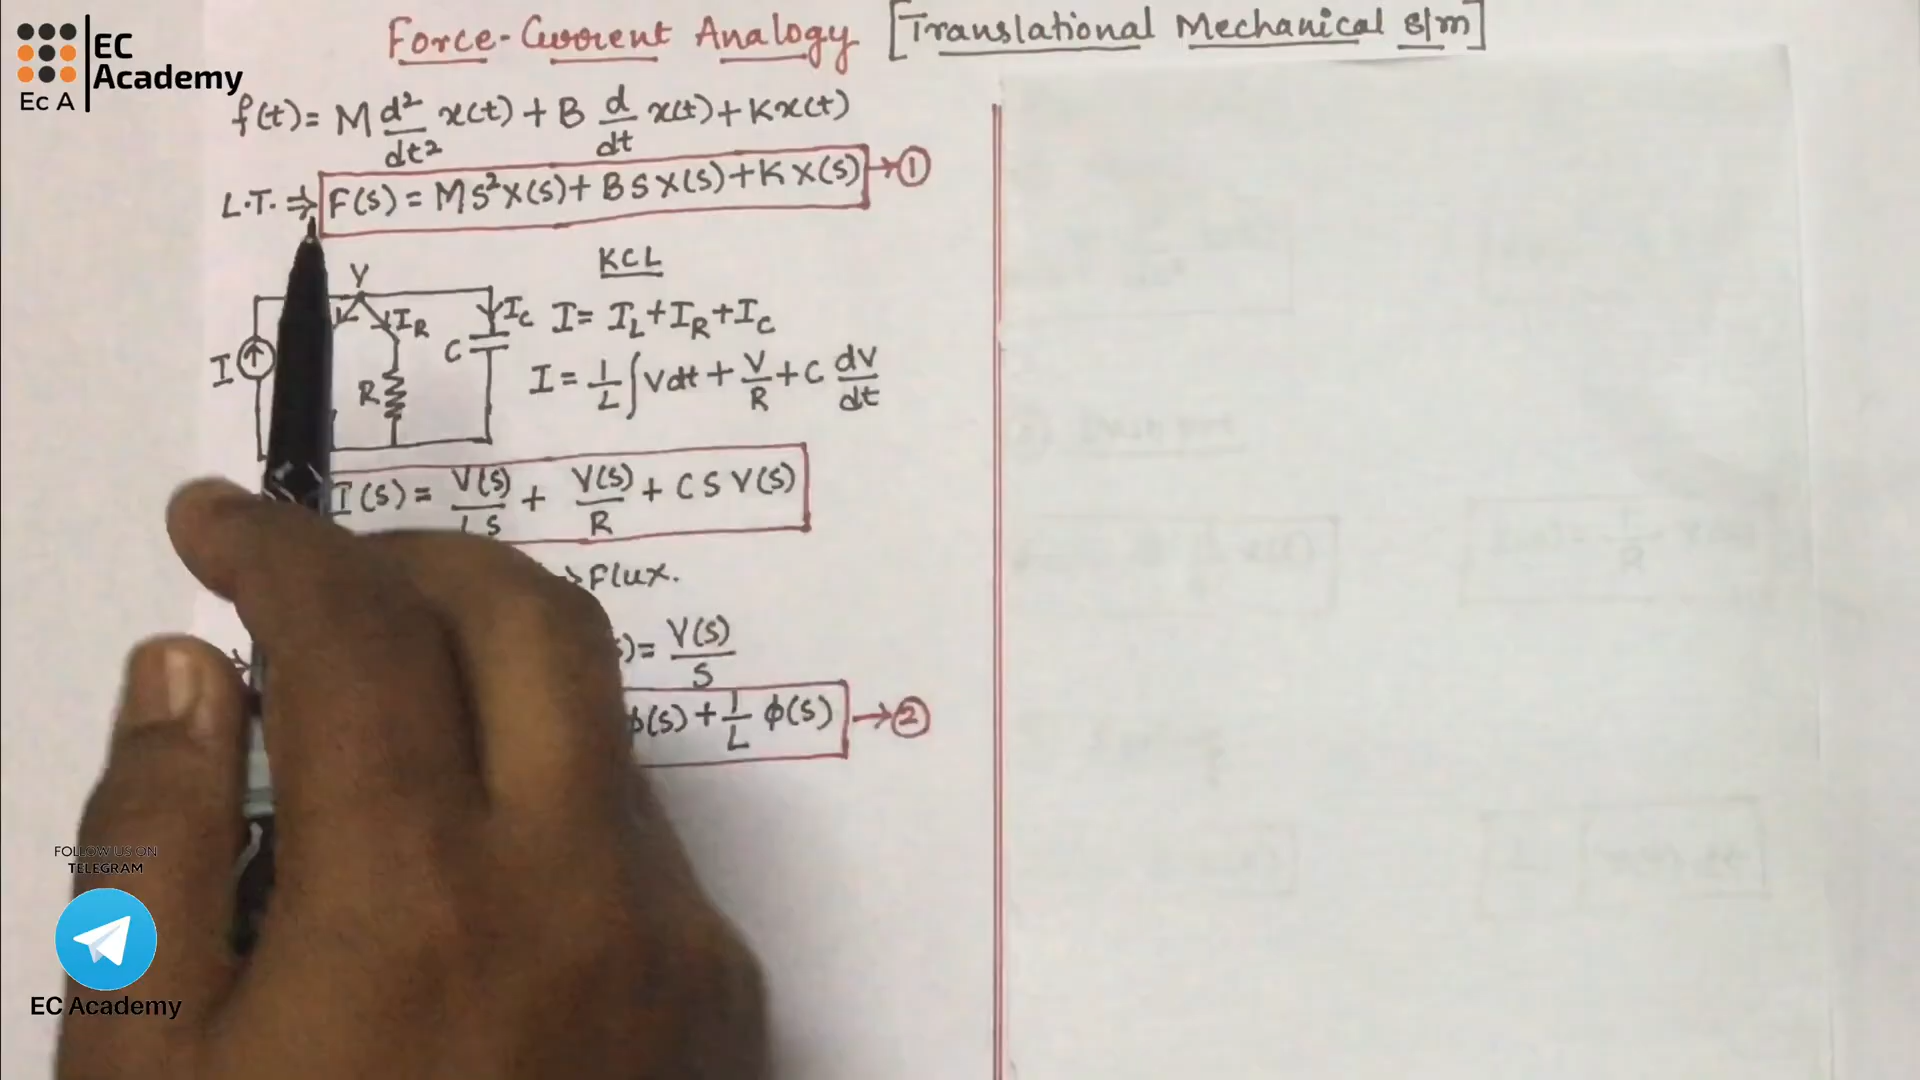 EC
Academy
Ec A
Force-Current Analogy [Translational Mechanical s/m]
f(t) = M d²/dt² x(t) + B d/dt x(t) + K x(t)
L.T. ⇒ F(s) = M s² X(s) + B S X(s) + K X(s) → ①
V
I
I_R
R
C
I_C
KCL
I = I_L + I_R + I_C
I = 1/L ∫ V dt + V/R + C dV/dt
I(s) = V(s)/LS + V(s)/R + C S V(s)
→ Flux.
s) = V(s)/S
ϕ(s) + 1/L ϕ(s) → ②
FOLLOW US ON
TELEGRAM
EC Academy